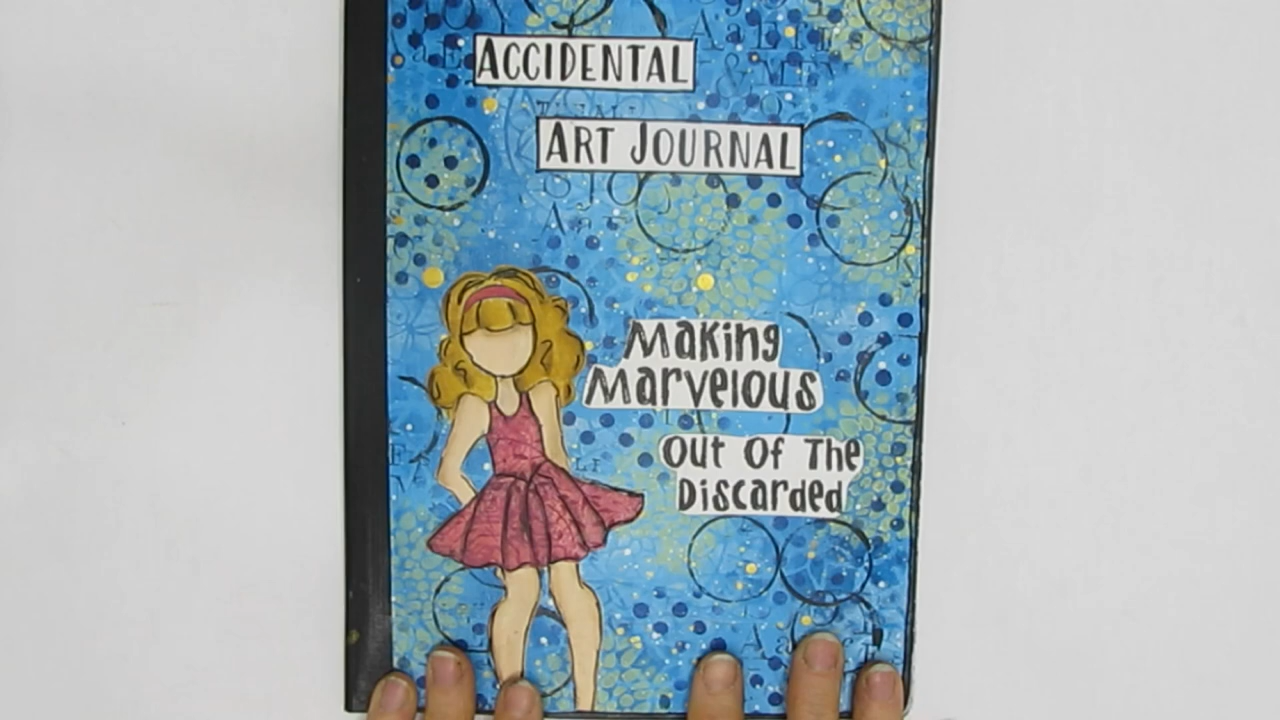 ACCIDENTAL
ART JOURNAL
Making
Marvelous
Out Of The
Discarded